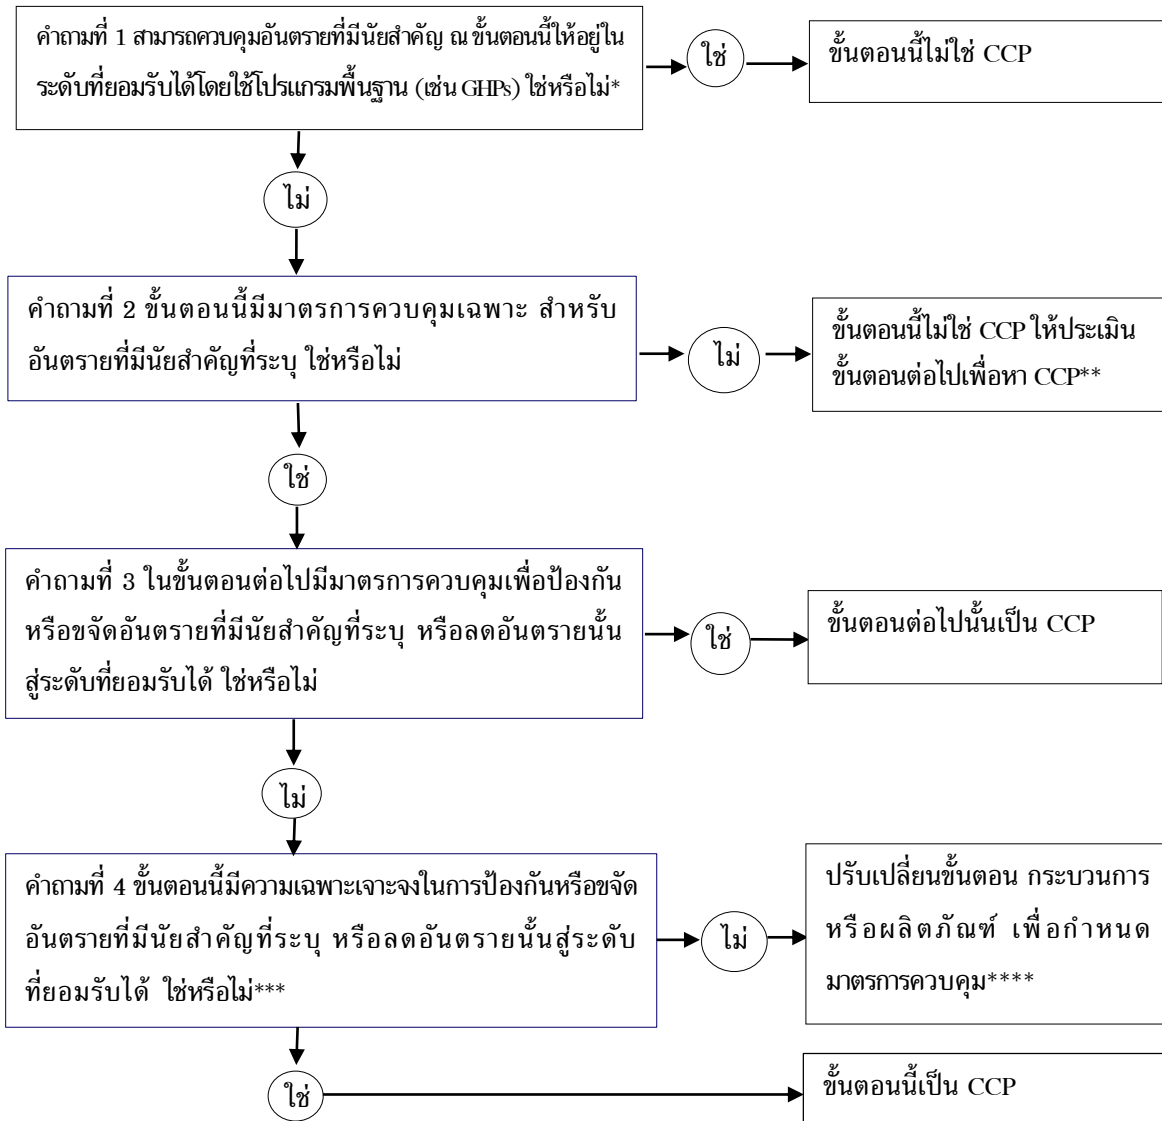 คำถามที่ 1 สามารถควบคุมอันตรายที่มีนัยสำคัญ ณ ขั้นตอนนี้ให้อยู่ใน
ระดับที่ยอมรับได้โดยใช้โปรแกรมพื้นฐาน (เช่น GHPs) ใช่หรือไม่*
ใช่
ขั้นตอนนี้ไม่ใช่ CCP
ไม่
คำถามที่ 2 ขั้นตอนนี้มีมาตรการควบคุมเฉพาะ สำหรับ
อันตรายที่มีนัยสำคัญที่ระบุ ใช่หรือไม่
ไม่
ขั้นตอนนี้ไม่ใช่ CCP ให้ประเมิน
ขั้นตอนต่อไปเพื่อหา CCP**
ใช่
คำถามที่ 3 ในขั้นตอนต่อไปมีมาตรการควบคุมเพื่อป้องกัน
หรือขจัดอันตรายที่มีนัยสำคัญที่ระบุ หรือลดอันตรายนั้น
สู่ระดับที่ยอมรับได้ ใช่หรือไม่
ใช่
ขั้นตอนต่อไปนั้นเป็น CCP
ไม่
คำถามที่ 4 ขั้นตอนนี้มีความเฉพาะเจาะจงในการป้องกันหรือขจัด
อันตรายที่มีนัยสำคัญที่ระบุ หรือลดอันตรายนั้นสู่ระดับ
ที่ยอมรับได้ ใช่หรือไม่***
ไม่
ปรับเปลี่ยนขั้นตอน กระบวนการ
หรือผลิตภัณฑ์ เพื่อกำหนด
มาตรการควบคุม****
ใช่
ขั้นตอนนี้เป็น CCP